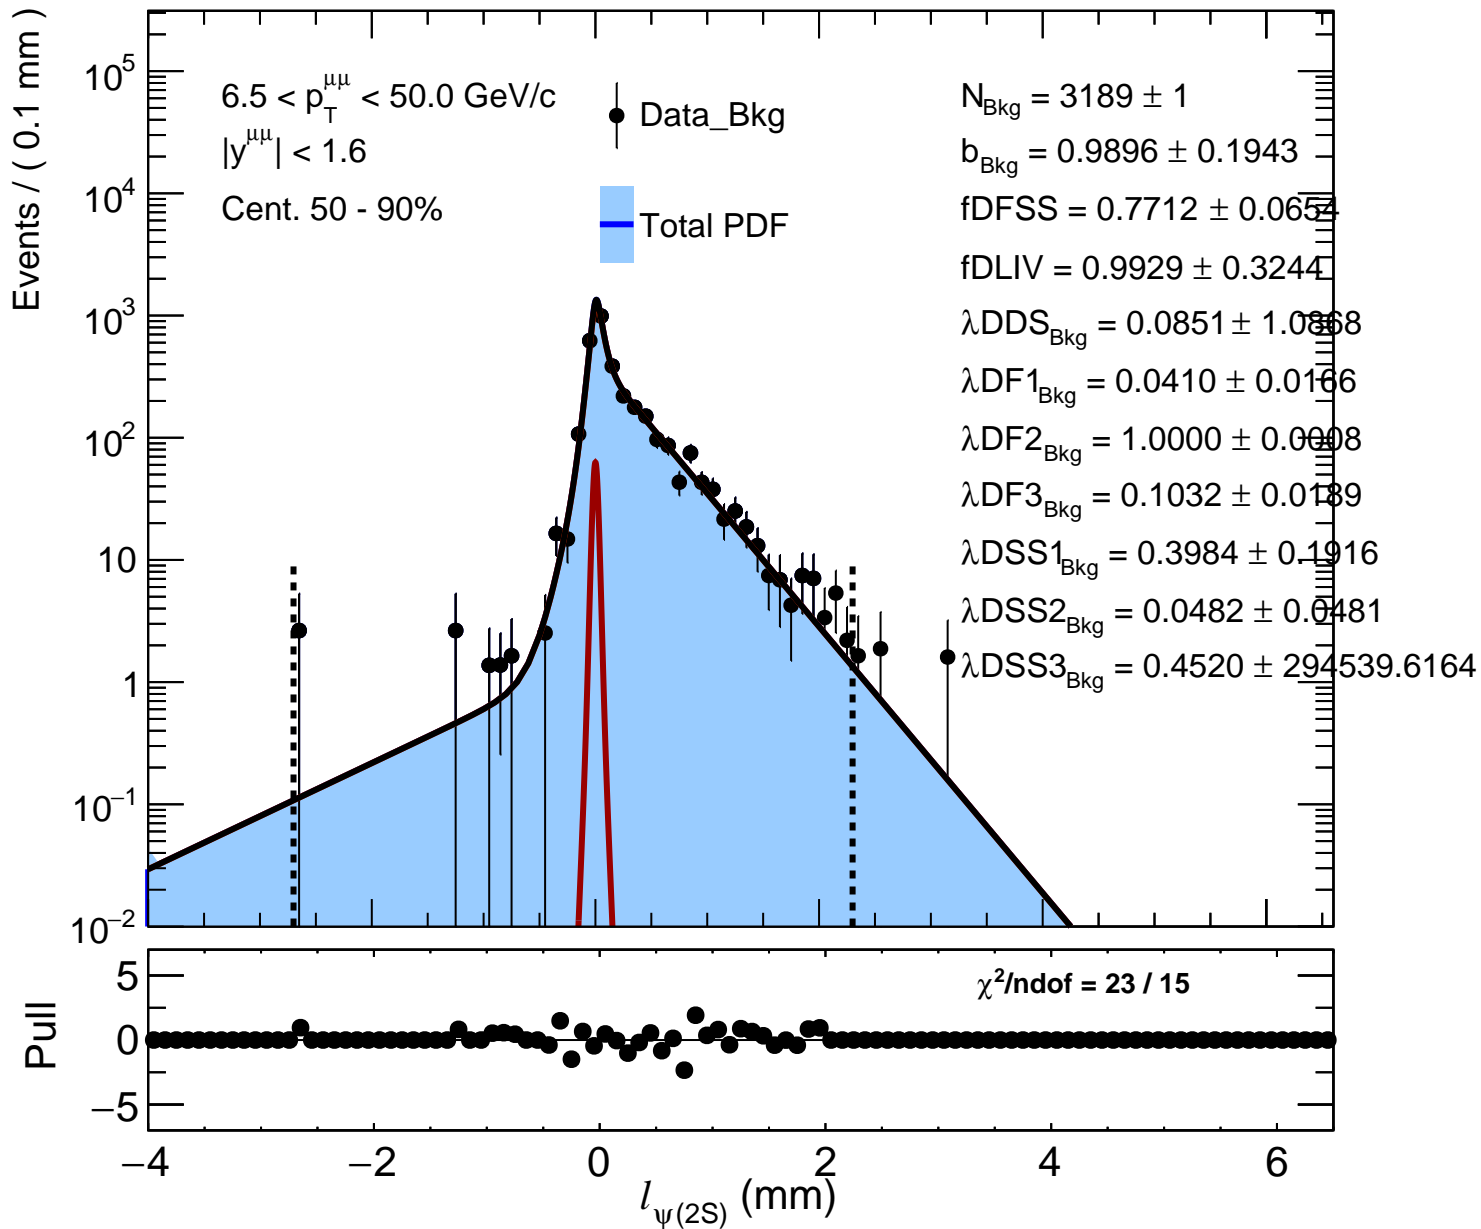 Events / ( 0.1 mm )
10^5
10^4
10^3
10^2
10
1
10^−1
10^−2
6.5 < p_T^μμ < 50.0 GeV/c
|y^μμ| < 1.6
Cent. 50 - 90%
Data_Bkg
Total PDF
N_Bkg = 3189 ± 1
b_Bkg = 0.9896 ± 0.1943
fDFSS = 0.7712 ± 0.0654
fDLIV = 0.9929 ± 0.3244
λDDS_Bkg = 0.0851 ± 1.0868
λDF1_Bkg = 0.0410 ± 0.0166
λDF2_Bkg = 1.0000 ± 0.0008
λDF3_Bkg = 0.1032 ± 0.0189
λDSS1_Bkg = 0.3984 ± 0.1916
λDSS2_Bkg = 0.0482 ± 0.0481
λDSS3_Bkg = 0.4520 ± 294539.6164
Pull
5
0
−5
χ²/ndof = 23 / 15
−4 −2 0 2 4 6
l_ψ(2S) (mm)